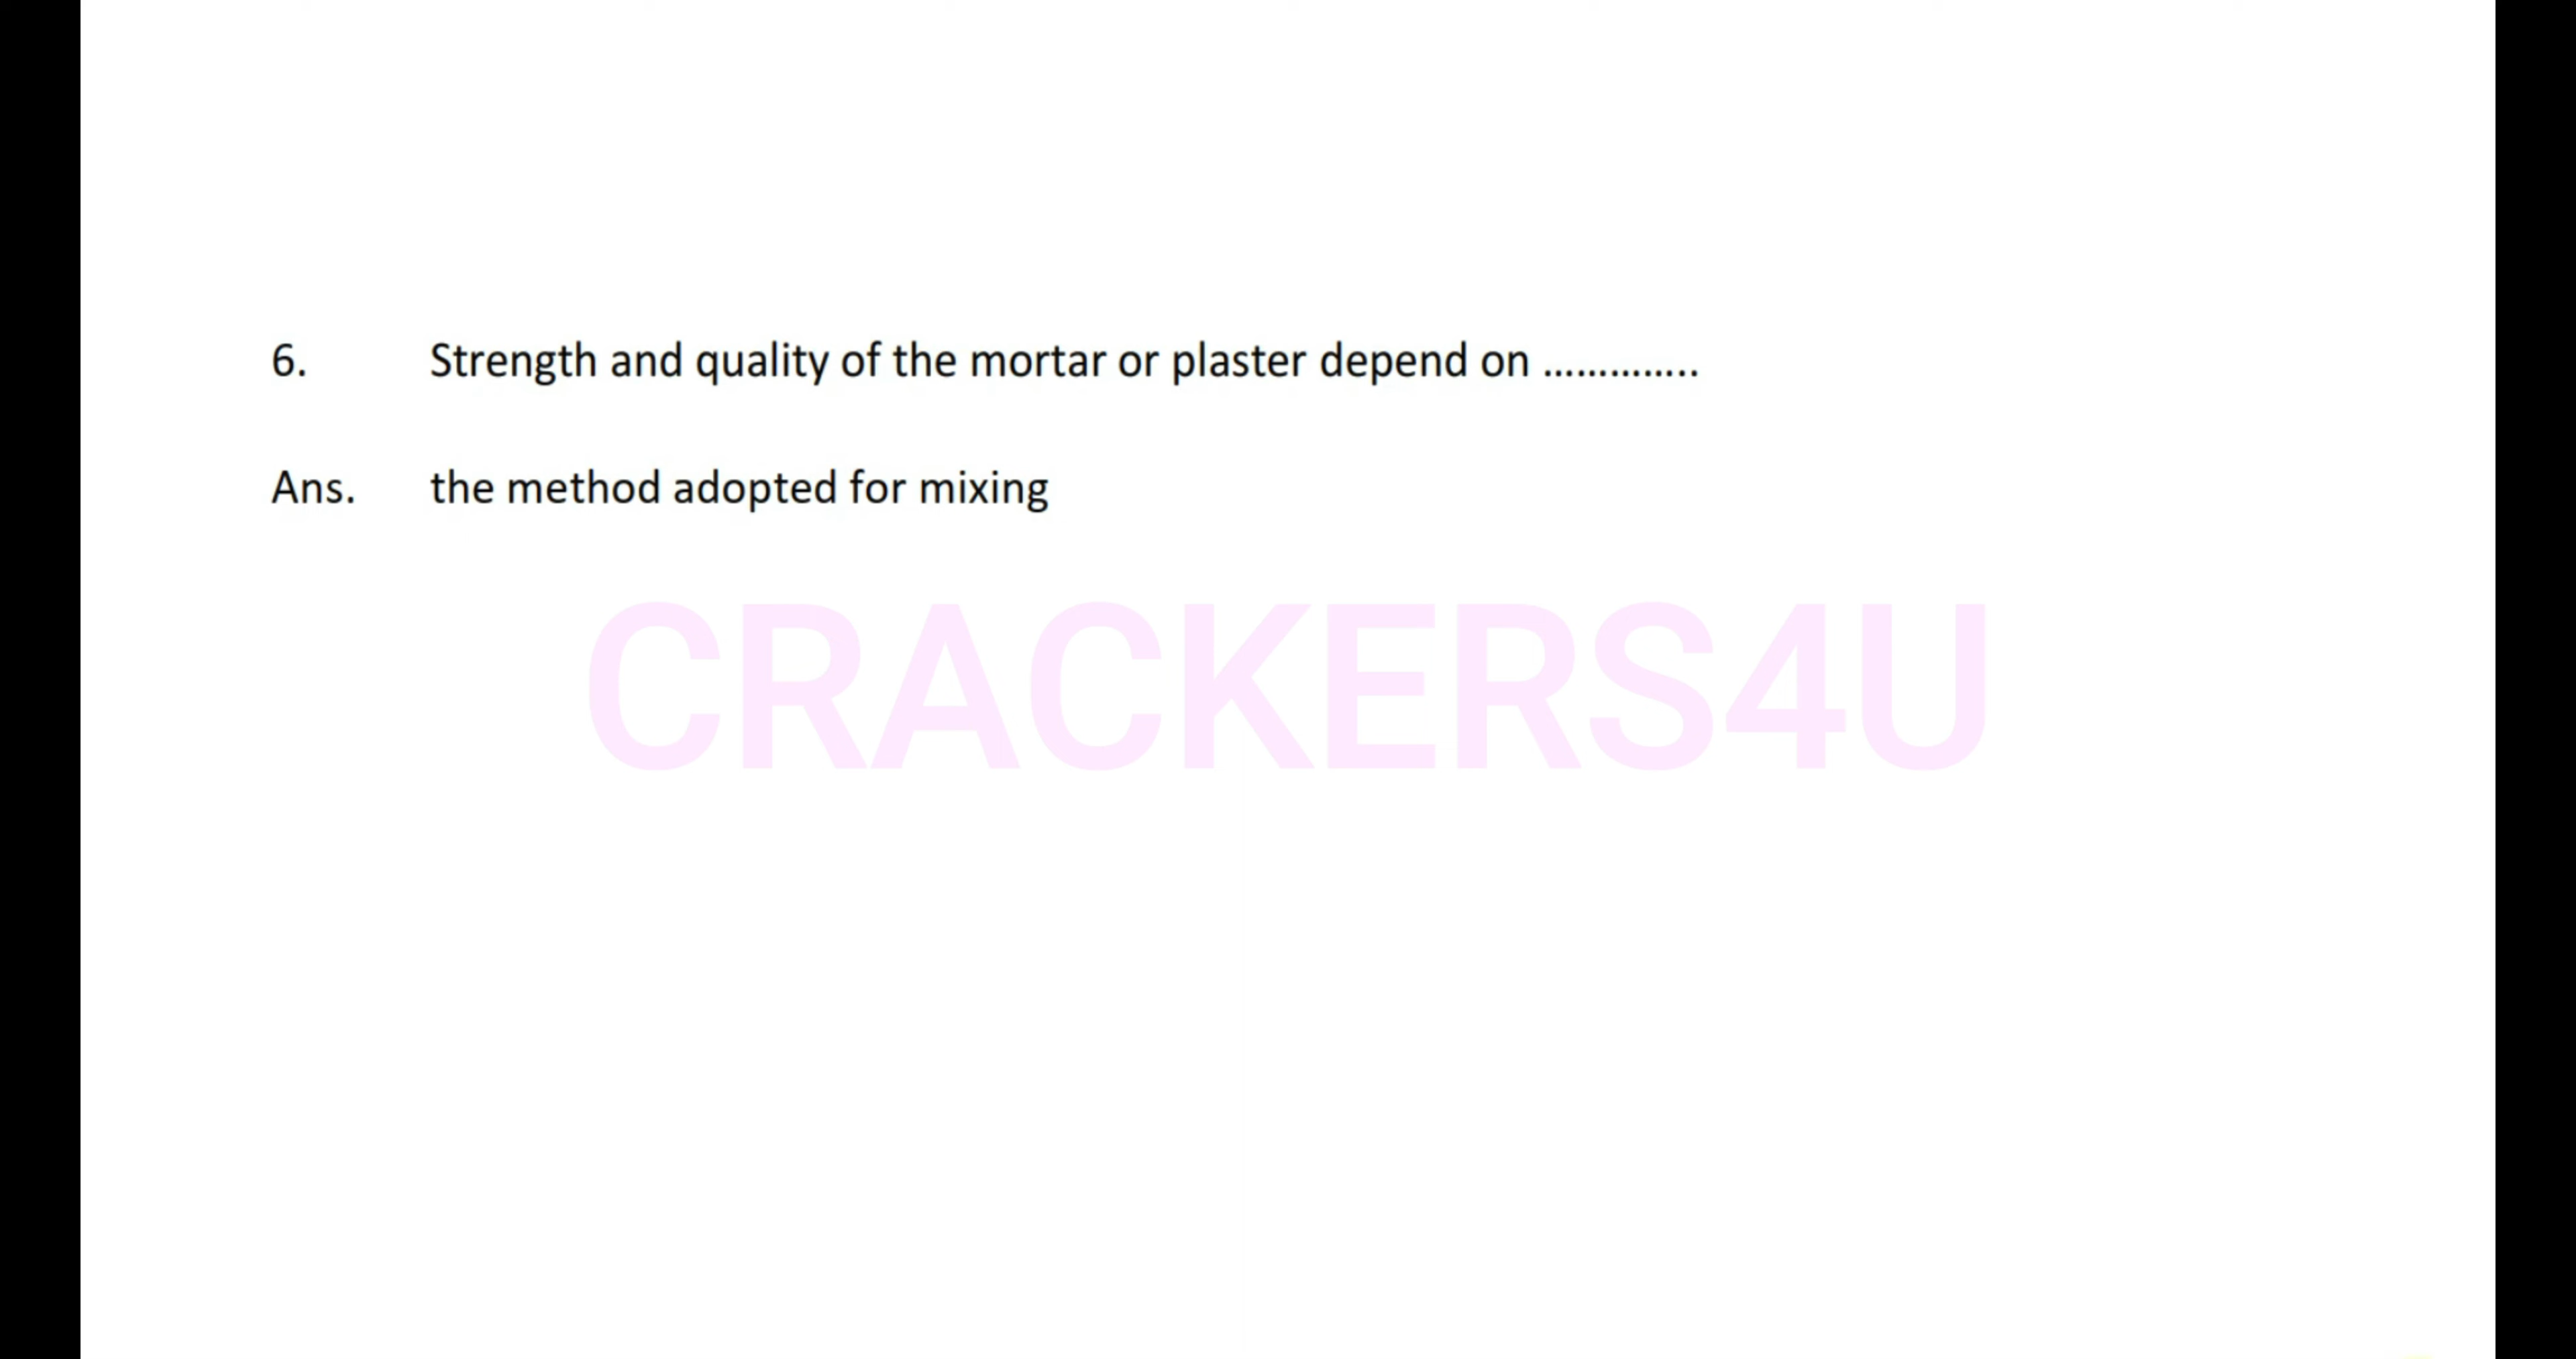 6. Strength and quality of the mortar or plaster depend on …………..
Ans. the method adopted for mixing
CRACKERS4U